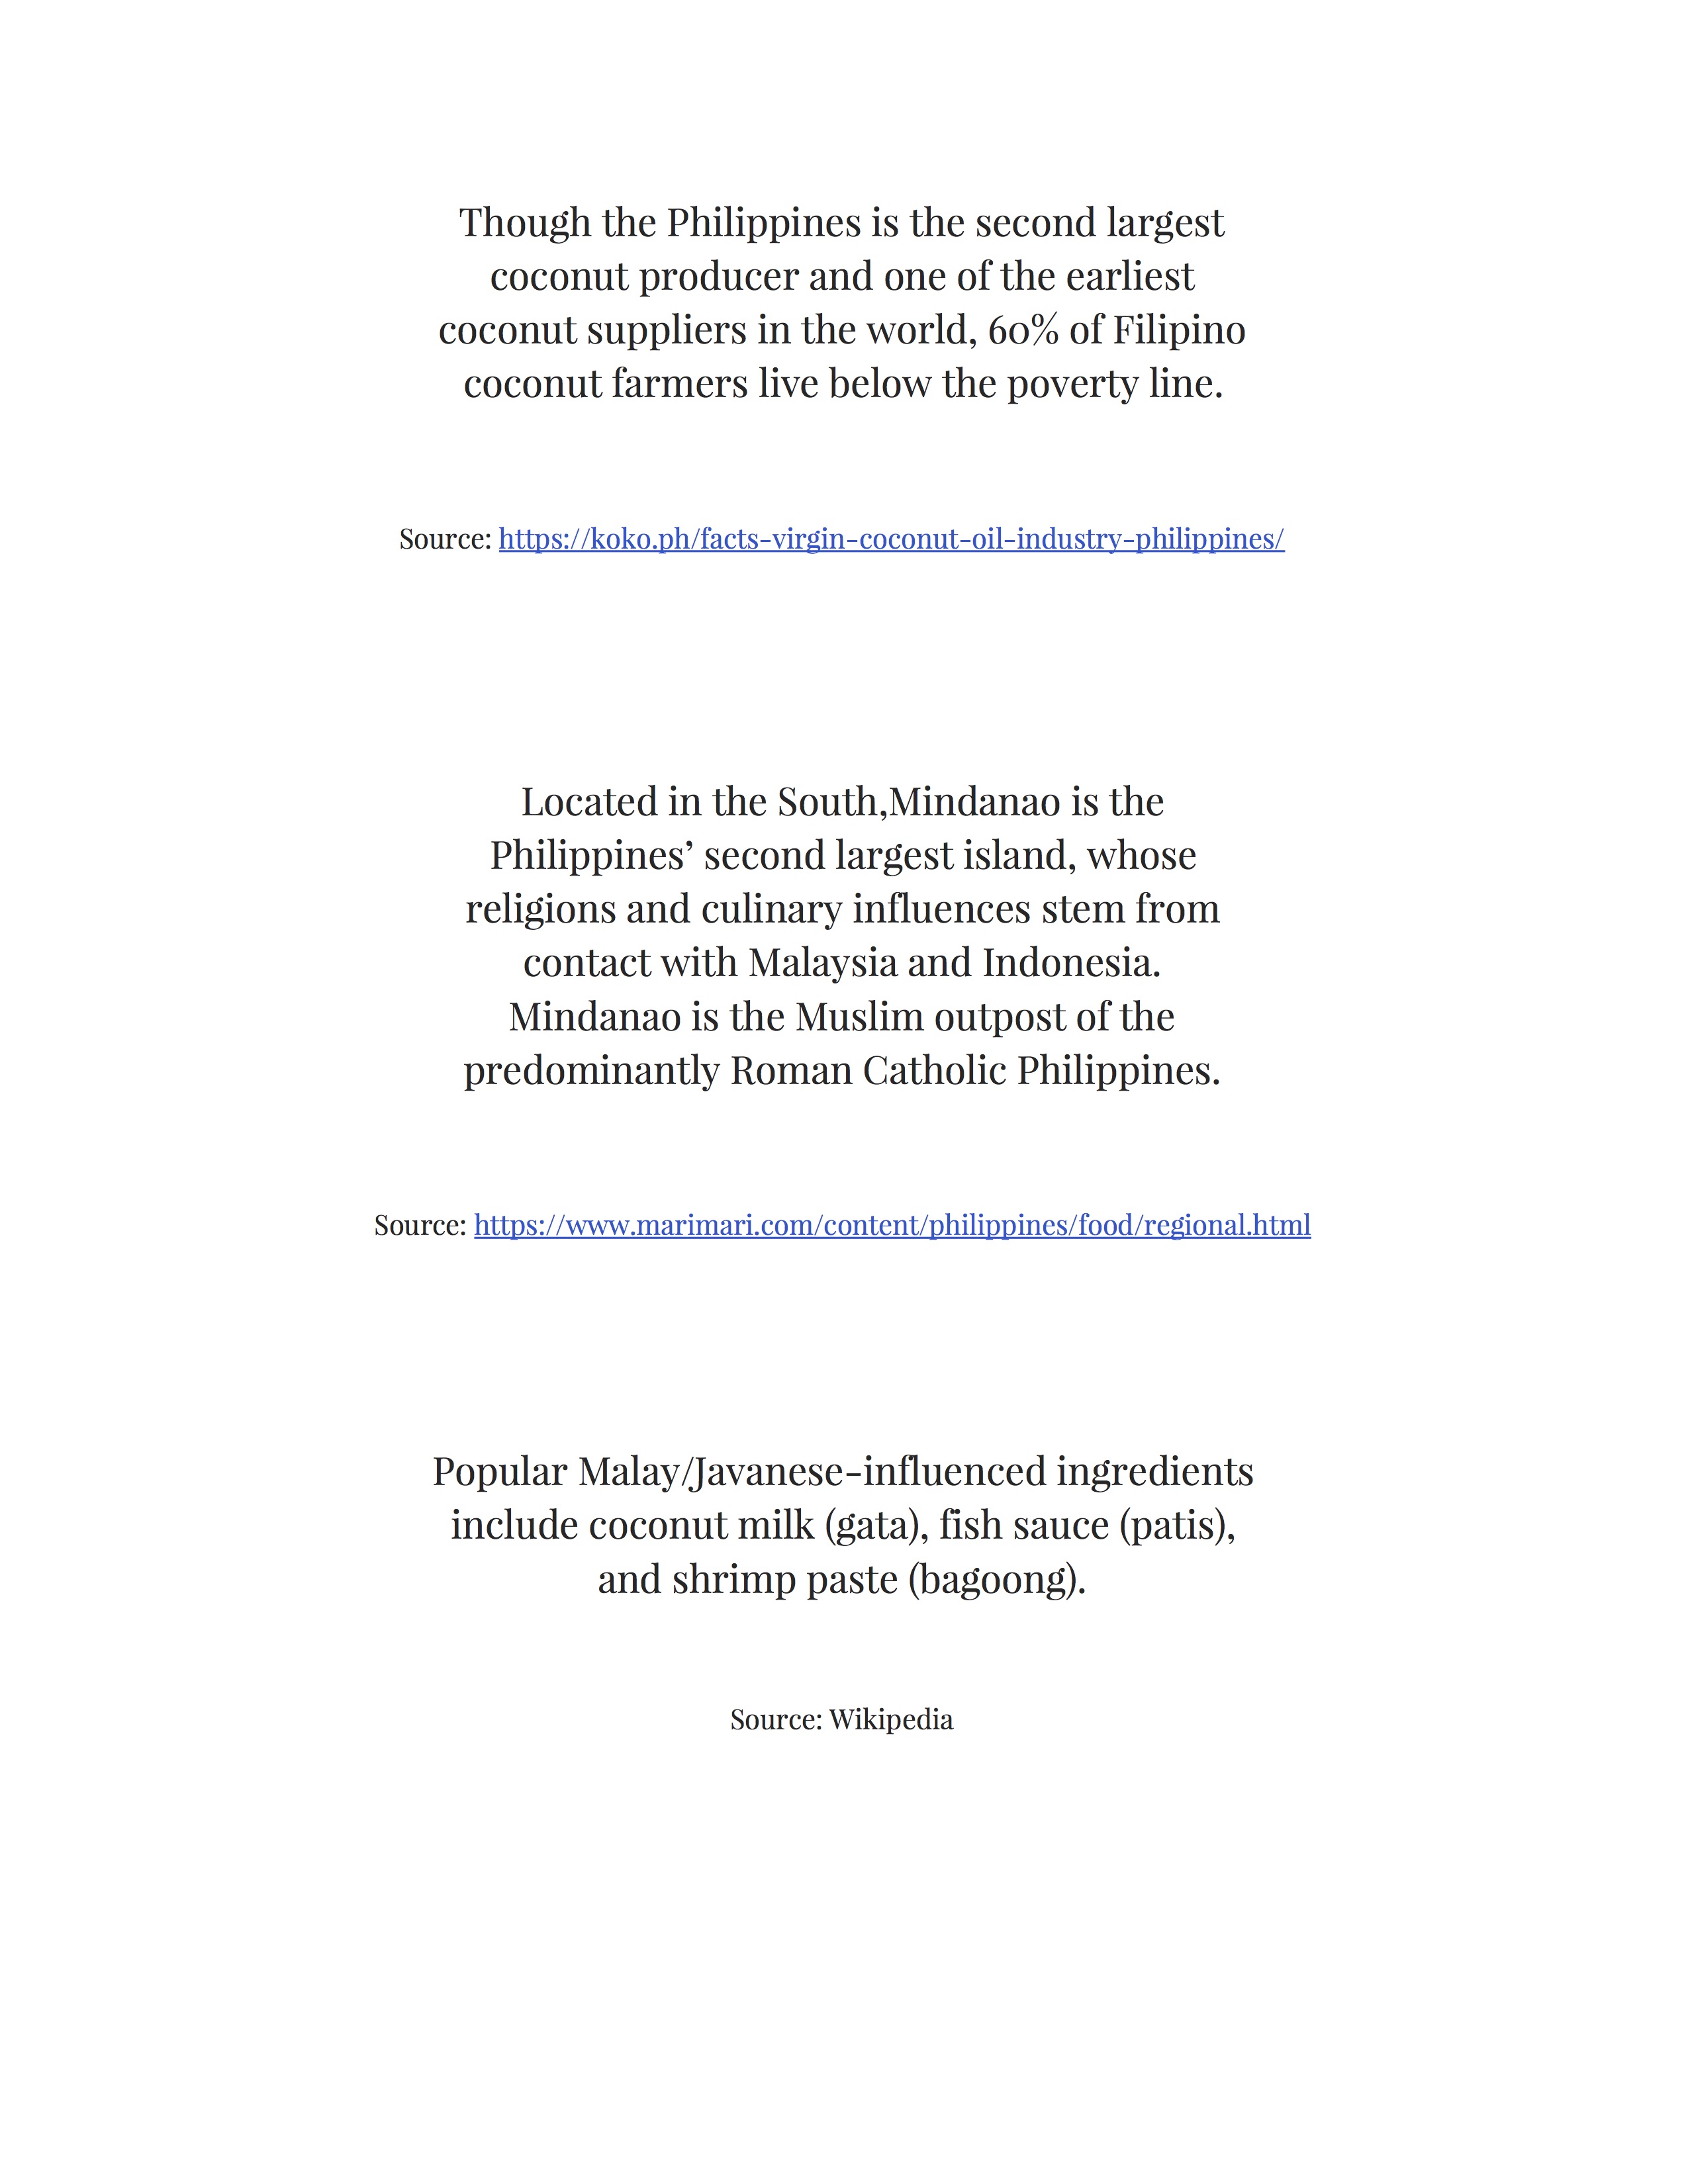 Though the Philippines is the second largest
coconut producer and one of the earliest
coconut suppliers in the world, 60% of Filipino
coconut farmers live below the poverty line.
Source: https://koko.ph/facts-virgin-coconut-oil-industry-philippines/
Located in the South,Mindanao is the
Philippines’ second largest island, whose
religions and culinary influences stem from
contact with Malaysia and Indonesia.
Mindanao is the Muslim outpost of the
predominantly Roman Catholic Philippines.
Source: https://www.marimari.com/content/philippines/food/regional.html
Popular Malay/Javanese-influenced ingredients
include coconut milk (gata), fish sauce (patis),
and shrimp paste (bagoong).
Source: Wikipedia